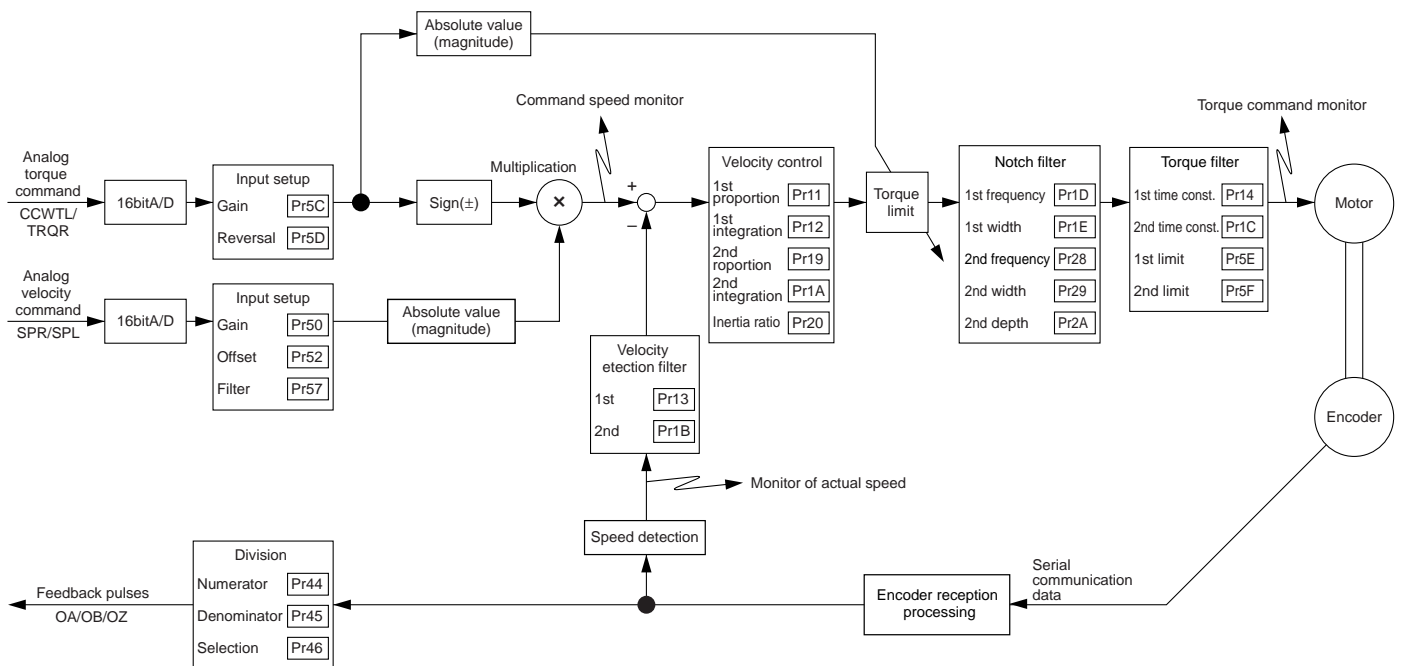 Absolute value
(magnitude)
Command speed monitor
Torque command monitor
Analog
torque
command
CCWTL/
TRQR
16bitA/D
Input setup
Gain Pr5C
Reversal Pr5D
Sign(±)
Multiplication
×
+
−
Velocity control
1st
proportion Pr11
1st
integration Pr12
2nd
roportion Pr19
2nd
integration Pr1A
Inertia ratio Pr20
Torque
limit
Notch filter
1st frequency Pr1D
1st width Pr1E
2nd frequency Pr28
2nd width Pr29
2nd depth Pr2A
Torque filter
1st time const. Pr14
2nd time const. Pr1C
1st limit Pr5E
2nd limit Pr5F
Motor
Analog
velocity
command
SPR/SPL
16bitA/D
Input setup
Gain Pr50
Offset Pr52
Filter Pr57
Absolute value
(magnitude)
Velocity
etection filter
1st Pr13
2nd Pr1B
Encoder
Monitor of actual speed
Speed detection
Division
Numerator Pr44
Denominator Pr45
Selection Pr46
Feedback pulses
OA/OB/OZ
Encoder reception
processing
Serial
communication
data